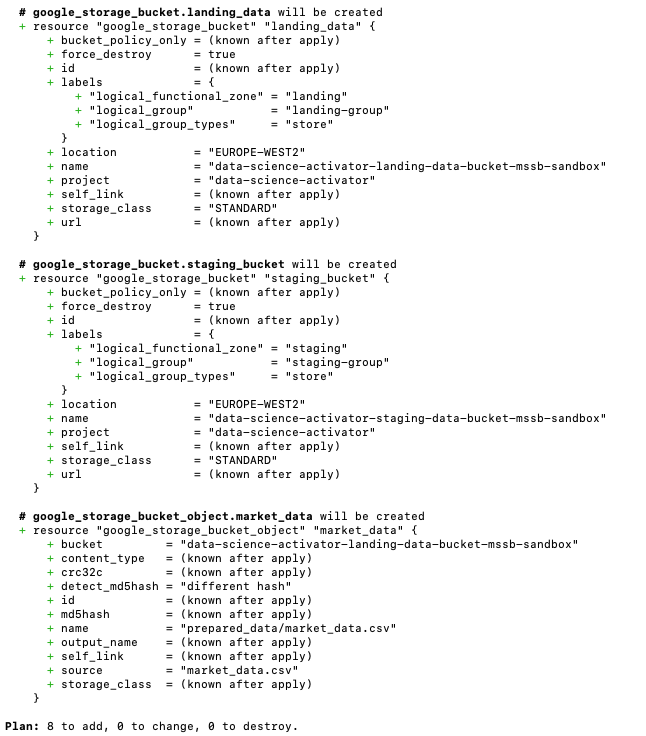 # google_storage_bucket.landing_data will be created
+ resource "google_storage_bucket" "landing_data" {
+ bucket_policy_only = (known after apply)
+ force_destroy = true
+ id = (known after apply)
+ labels = {
+ "logical_functional_zone" = "landing"
+ "logical_group" = "landing-group"
+ "logical_group_types" = "store"
}
+ location = "EUROPE-WEST2"
+ name = "data-science-activator-landing-data-bucket-mssb-sandbox"
+ project = "data-science-activator"
+ self_link = (known after apply)
+ storage_class = "STANDARD"
+ url = (known after apply)
}
# google_storage_bucket.staging_bucket will be created
+ resource "google_storage_bucket" "staging_bucket" {
+ bucket_policy_only = (known after apply)
+ force_destroy = true
+ id = (known after apply)
+ labels = {
+ "logical_functional_zone" = "staging"
+ "logical_group" = "staging-group"
+ "logical_group_types" = "store"
}
+ location = "EUROPE-WEST2"
+ name = "data-science-activator-staging-data-bucket-mssb-sandbox"
+ project = "data-science-activator"
+ self_link = (known after apply)
+ storage_class = "STANDARD"
+ url = (known after apply)
}
# google_storage_bucket_object.market_data will be created
+ resource "google_storage_bucket_object" "market_data" {
+ bucket = "data-science-activator-landing-data-bucket-mssb-sandbox"
+ content_type = (known after apply)
+ crc32c = (known after apply)
+ detect_md5hash = "different hash"
+ id = (known after apply)
+ md5hash = (known after apply)
+ name = "prepared_data/market_data.csv"
+ output_name = (known after apply)
+ self_link = (known after apply)
+ source = "market_data.csv"
+ storage_class = (known after apply)
}
Plan: 8 to add, 0 to change, 0 to destroy.